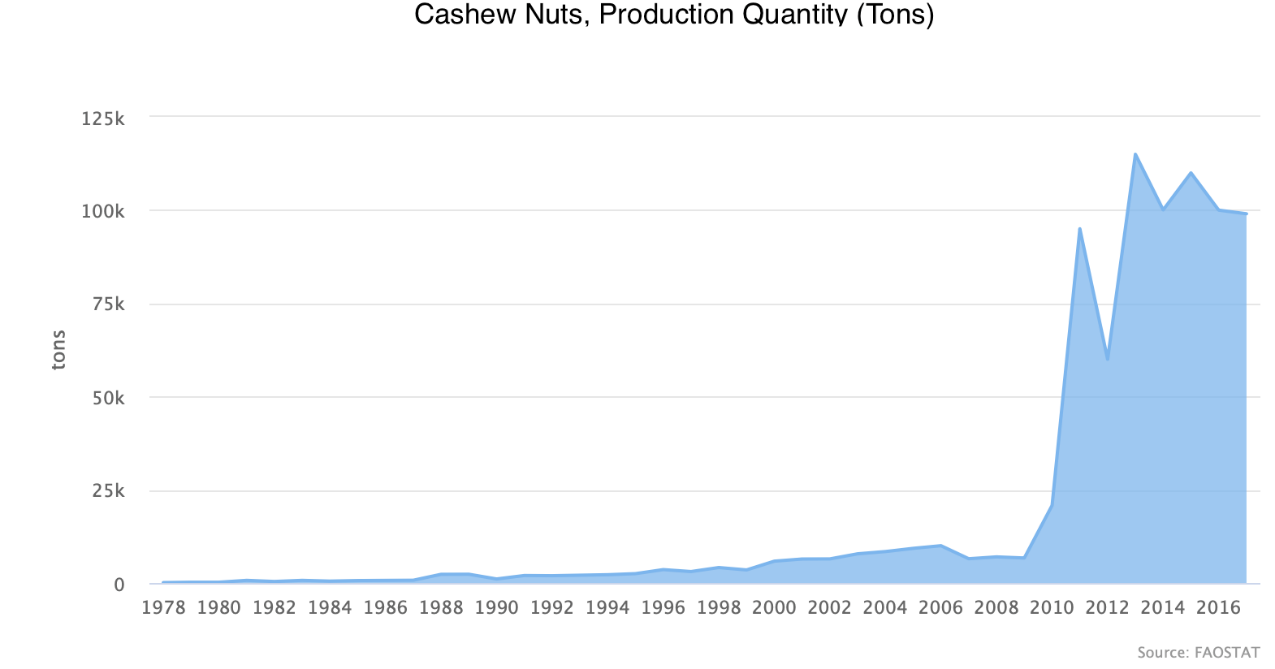 Cashew Nuts, Production Quantity (Tons)
125k
100k
75k
50k
25k
0
tons
1978 1980 1982 1984 1986 1988 1990 1992 1994 1996 1998 2000 2002 2004 2006 2008 2010 2012 2014 2016
Source: FAOSTAT